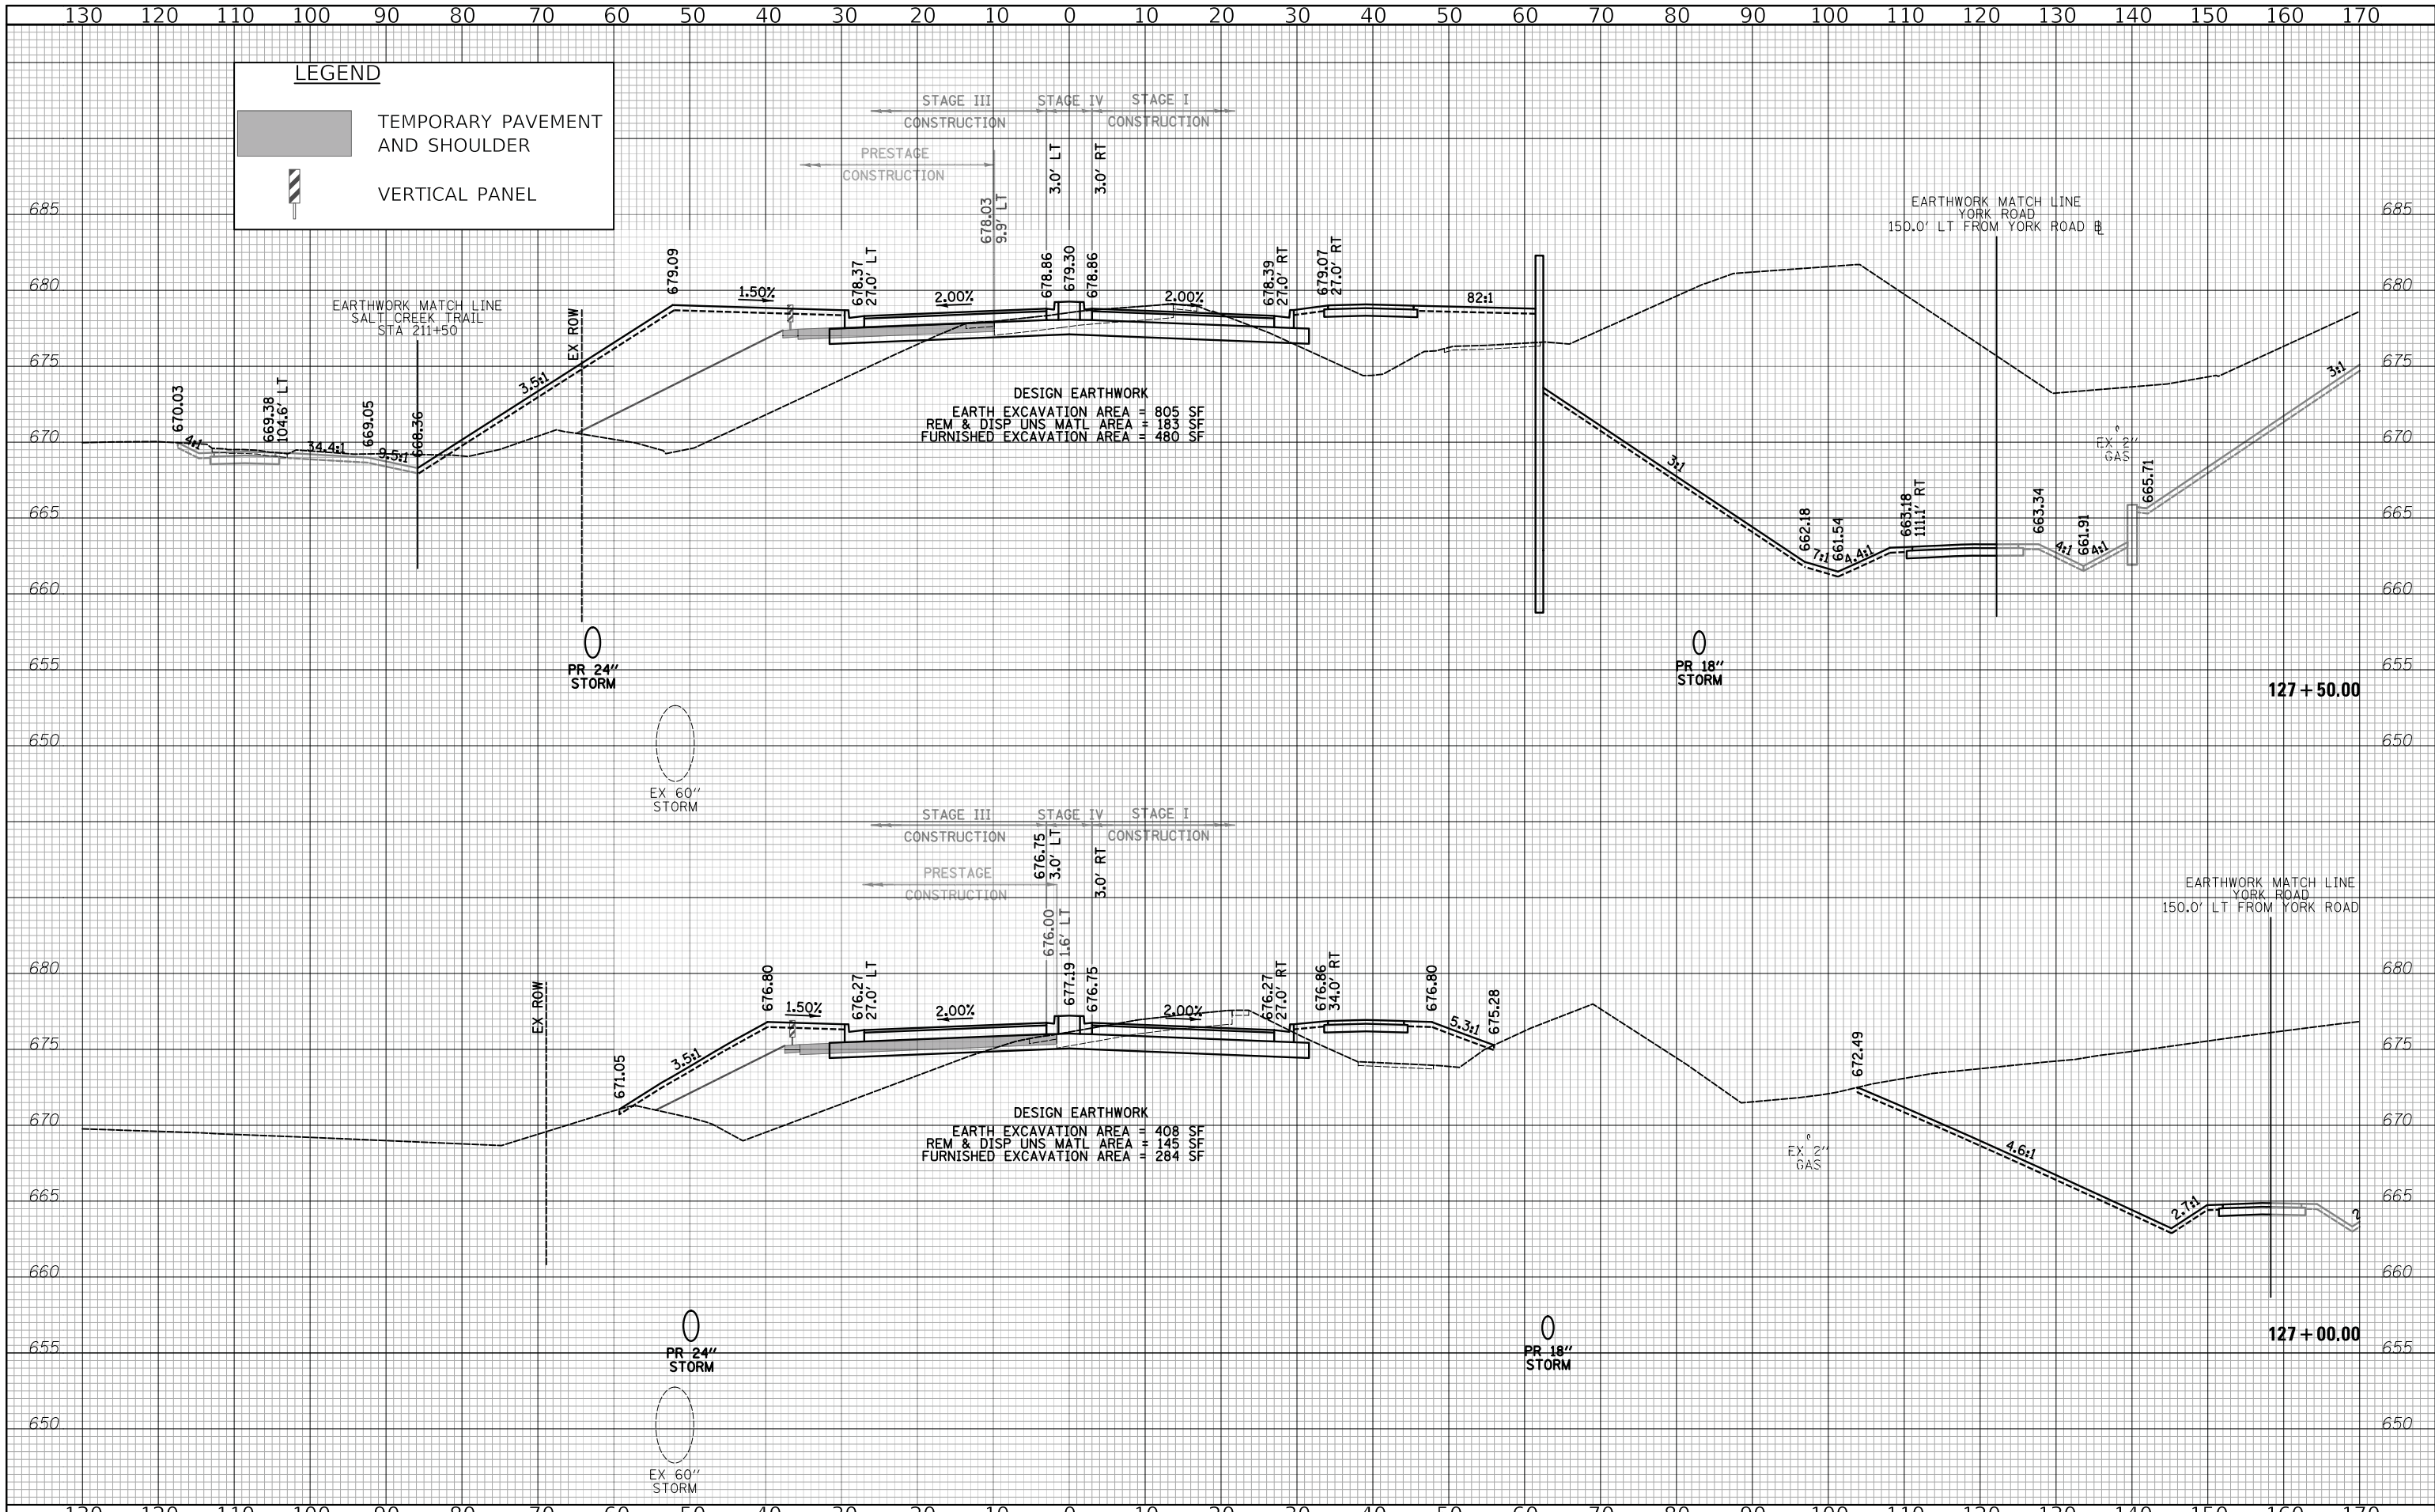 130 120 110 100 90 80 70 60 50 40 30 20 10 0 10 20 30 40 50 60 70 80 90 100 110 120 130 140 150 160 170
LEGEND
TEMPORARY PAVEMENT
AND SHOULDER
VERTICAL PANEL
STAGE III
CONSTRUCTION
STAGE IV
STAGE I
CONSTRUCTION
PRESTAGE
CONSTRUCTION
3.0' LT
3.0' RT
678.03
9.9' LT
685
685
EARTHWORK MATCH LINE
YORK ROAD
150.0' LT FROM YORK ROAD ℄
679.09
678.37
27.0' LT
678.86
679.30
678.86
678.39
27.0' RT
679.07
27.0' RT
680
680
1.50%
2.00%
2.00%
82:1
EARTHWORK MATCH LINE
SALT CREEK TRAIL
STA 211+50
EX ROW
675
675
3.5:1
3:1
DESIGN EARTHWORK
EARTH EXCAVATION AREA = 805 SF
REM & DISP UNS MATL AREA = 183 SF
FURNISHED EXCAVATION AREA = 480 SF
670.03
669.38
104.6' LT
669.05
668.36
670
670
4:1
34.4:1
9.5:1
EX 2"
GAS
3:1
665.71
665
665
662.18
661.54
663.18
111.1' RT
663.34
661.91
7:1
4.4:1
4:1
4:1
660
660
655
655
PR 24"
STORM
PR 18"
STORM
127+50.00
650
650
EX 60"
STORM
STAGE III
CONSTRUCTION
STAGE IV
STAGE I
CONSTRUCTION
PRESTAGE
CONSTRUCTION
676.75
3.0' LT
3.0' RT
676.00
1.6' LT
EARTHWORK MATCH LINE
YORK ROAD
150.0' LT FROM YORK ROAD
680
680
EX ROW
676.80
676.27
27.0' LT
677.19
676.75
676.27
27.0' RT
676.86
34.0' RT
676.80
675.28
1.50%
2.00%
2.00%
5.3:1
675
675
671.05
3.5:1
672.49
670
670
DESIGN EARTHWORK
EARTH EXCAVATION AREA = 408 SF
REM & DISP UNS MATL AREA = 145 SF
FURNISHED EXCAVATION AREA = 284 SF
EX 2"
GAS
4.6:1
665
665
2.7:1
2
660
660
655
655
PR 24"
STORM
PR 18"
STORM
127+00.00
650
650
EX 60"
STORM
130 120 110 100 90 80 70 60 50 40 30 20 10 0 10 20 30 40 50 60 70 80 90 100 110 120 130 140 150 160 170